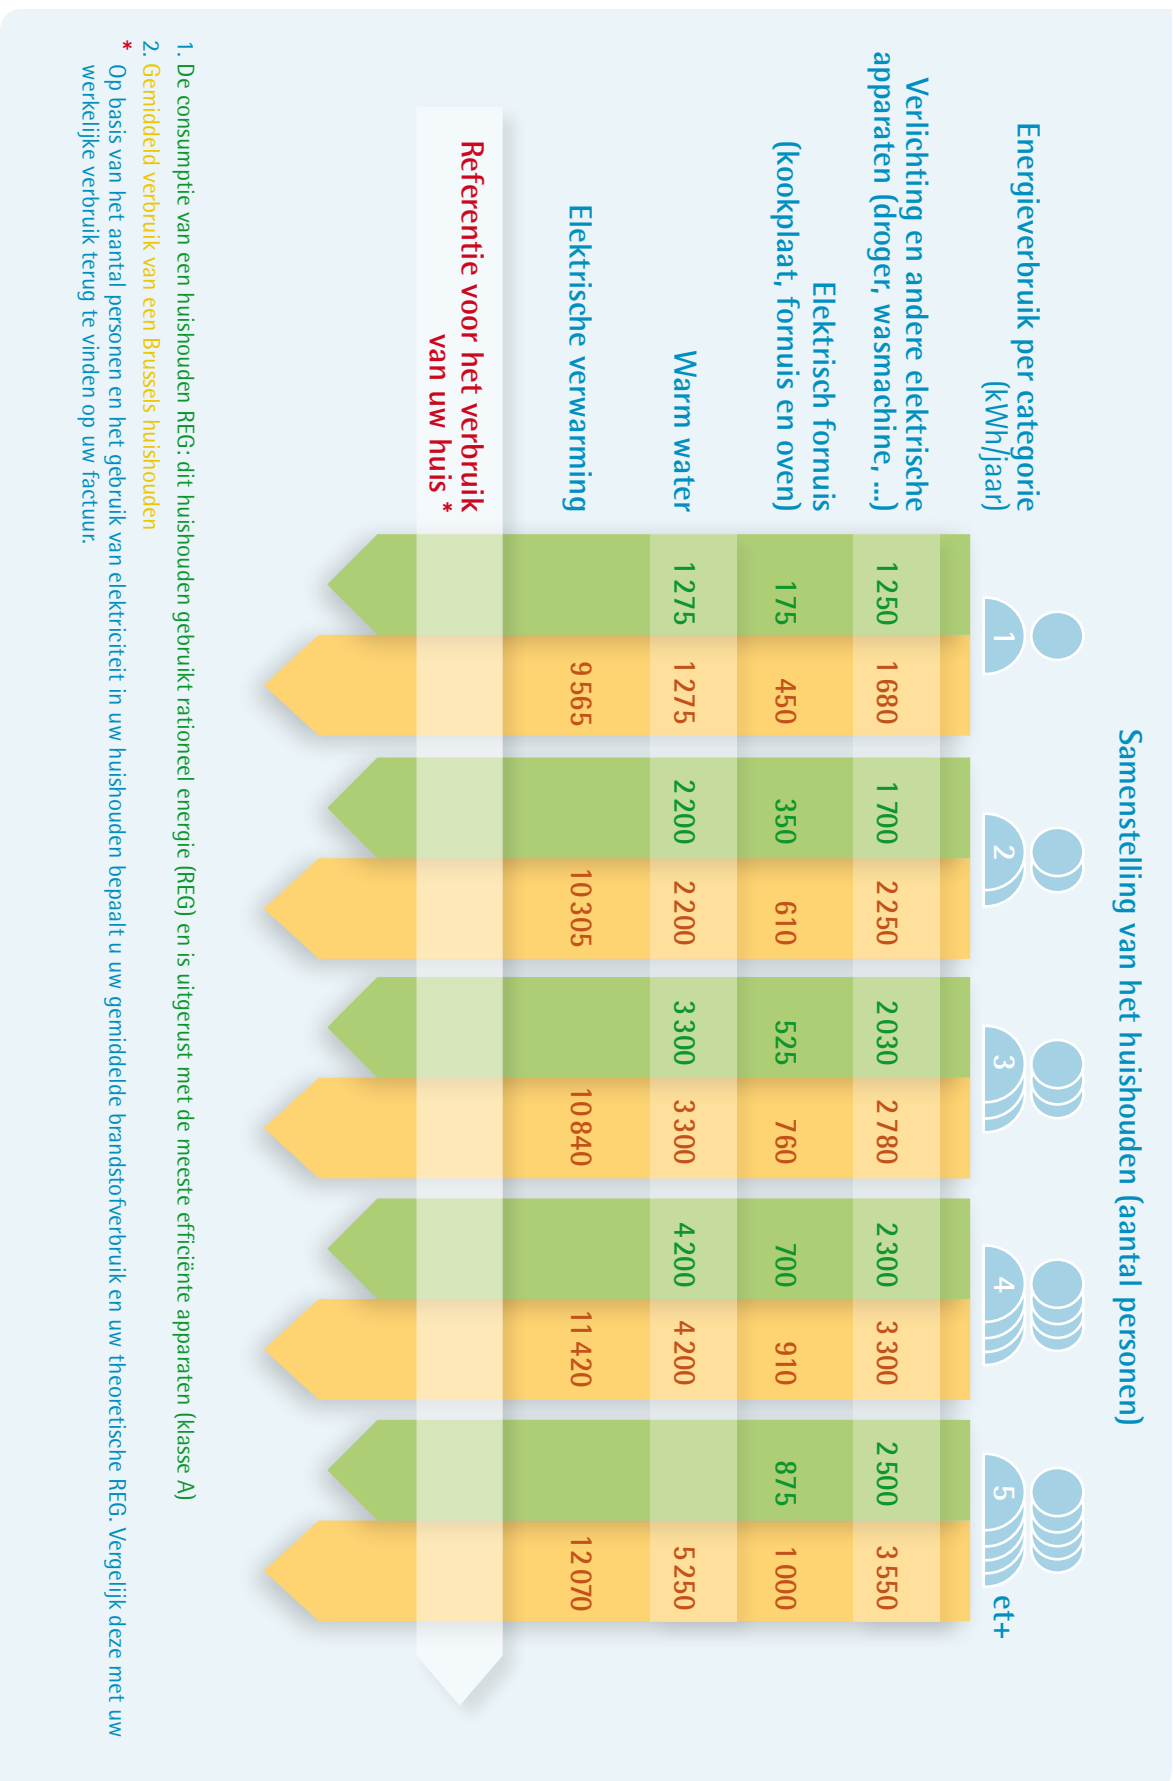 Samenstelling van het huishouden (aantal personen)
Energieverbruik per categorie
(kWh/jaar)
1
2
3
4
5
et+
Verlichting en andere elektrische
apparaten (droger, wasmachine, ...)
1 250
1 680
1 700
2 250
2 030
2 780
2 300
3 300
2 500
3 550
Elektrisch fornuis
(kookplaat, fornuis en oven)
175
450
350
610
525
760
700
910
875
1 000
Warm water
1 275
1 275
2 200
2 200
3 300
3 300
4 200
4 200
5 250
Elektrische verwarming
9 565
10 305
10 840
11 420
12 070
Referentie voor het verbruik
van uw huis *
1. De consumptie van een huishouden REG: dit huishouden gebruikt rationeel energie (REG) en is uitgerust met de meeste efficiënte apparaten (klasse A)
2. Gemiddeld verbruik van een Brussels huishouden
* Op basis van het aantal personen en het gebruik van elektriciteit in uw huishouden bepaalt u uw gemiddelde brandstofverbruik en uw theoretische REG. Vergelijk deze met uw
werkelijke verbruik terug te vinden op uw factuur.